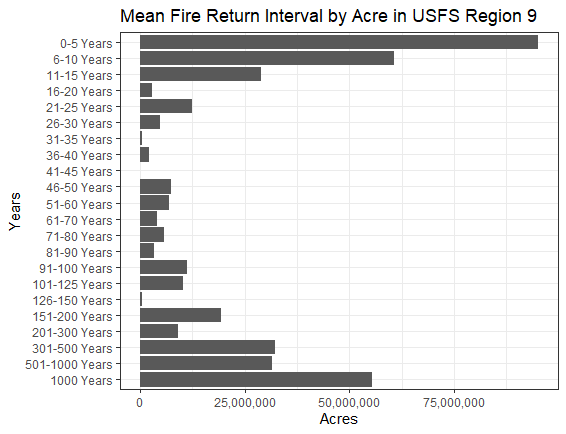 Mean Fire Return Interval by Acre in USFS Region 9
Years
0-5 Years
6-10 Years
11-15 Years
16-20 Years
21-25 Years
26-30 Years
31-35 Years
36-40 Years
41-45 Years
46-50 Years
51-60 Years
61-70 Years
71-80 Years
81-90 Years
91-100 Years
101-125 Years
126-150 Years
151-200 Years
201-300 Years
301-500 Years
501-1000 Years
1000 Years
0 25,000,000 50,000,000 75,000,000
Acres